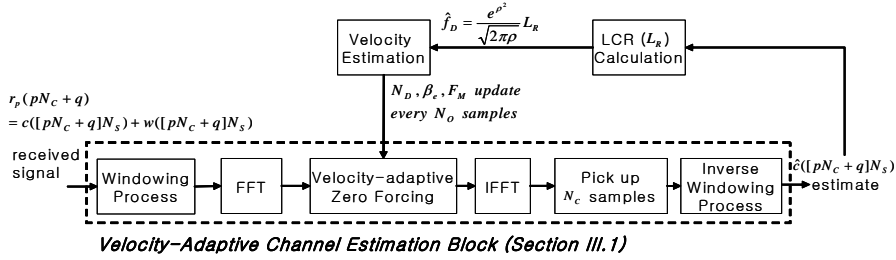 f̂_D = e^{ρ²} / √(2πρ) L_R
Velocity
Estimation
LCR (L_R)
Calculation
N_D, β_e, F_M update
every N_O samples
r_p(pN_C + q)
= c([pN_C + q]N_S) + w([pN_C + q]N_S)
received
signal
Windowing
Process
FFT
Velocity-adaptive
Zero Forcing
IFFT
Pick up
N_C samples
Inverse
Windowing
Process
ĉ([pN_C + q]N_S)
estimate
Velocity-Adaptive Channel Estimation Block (Section III.1)